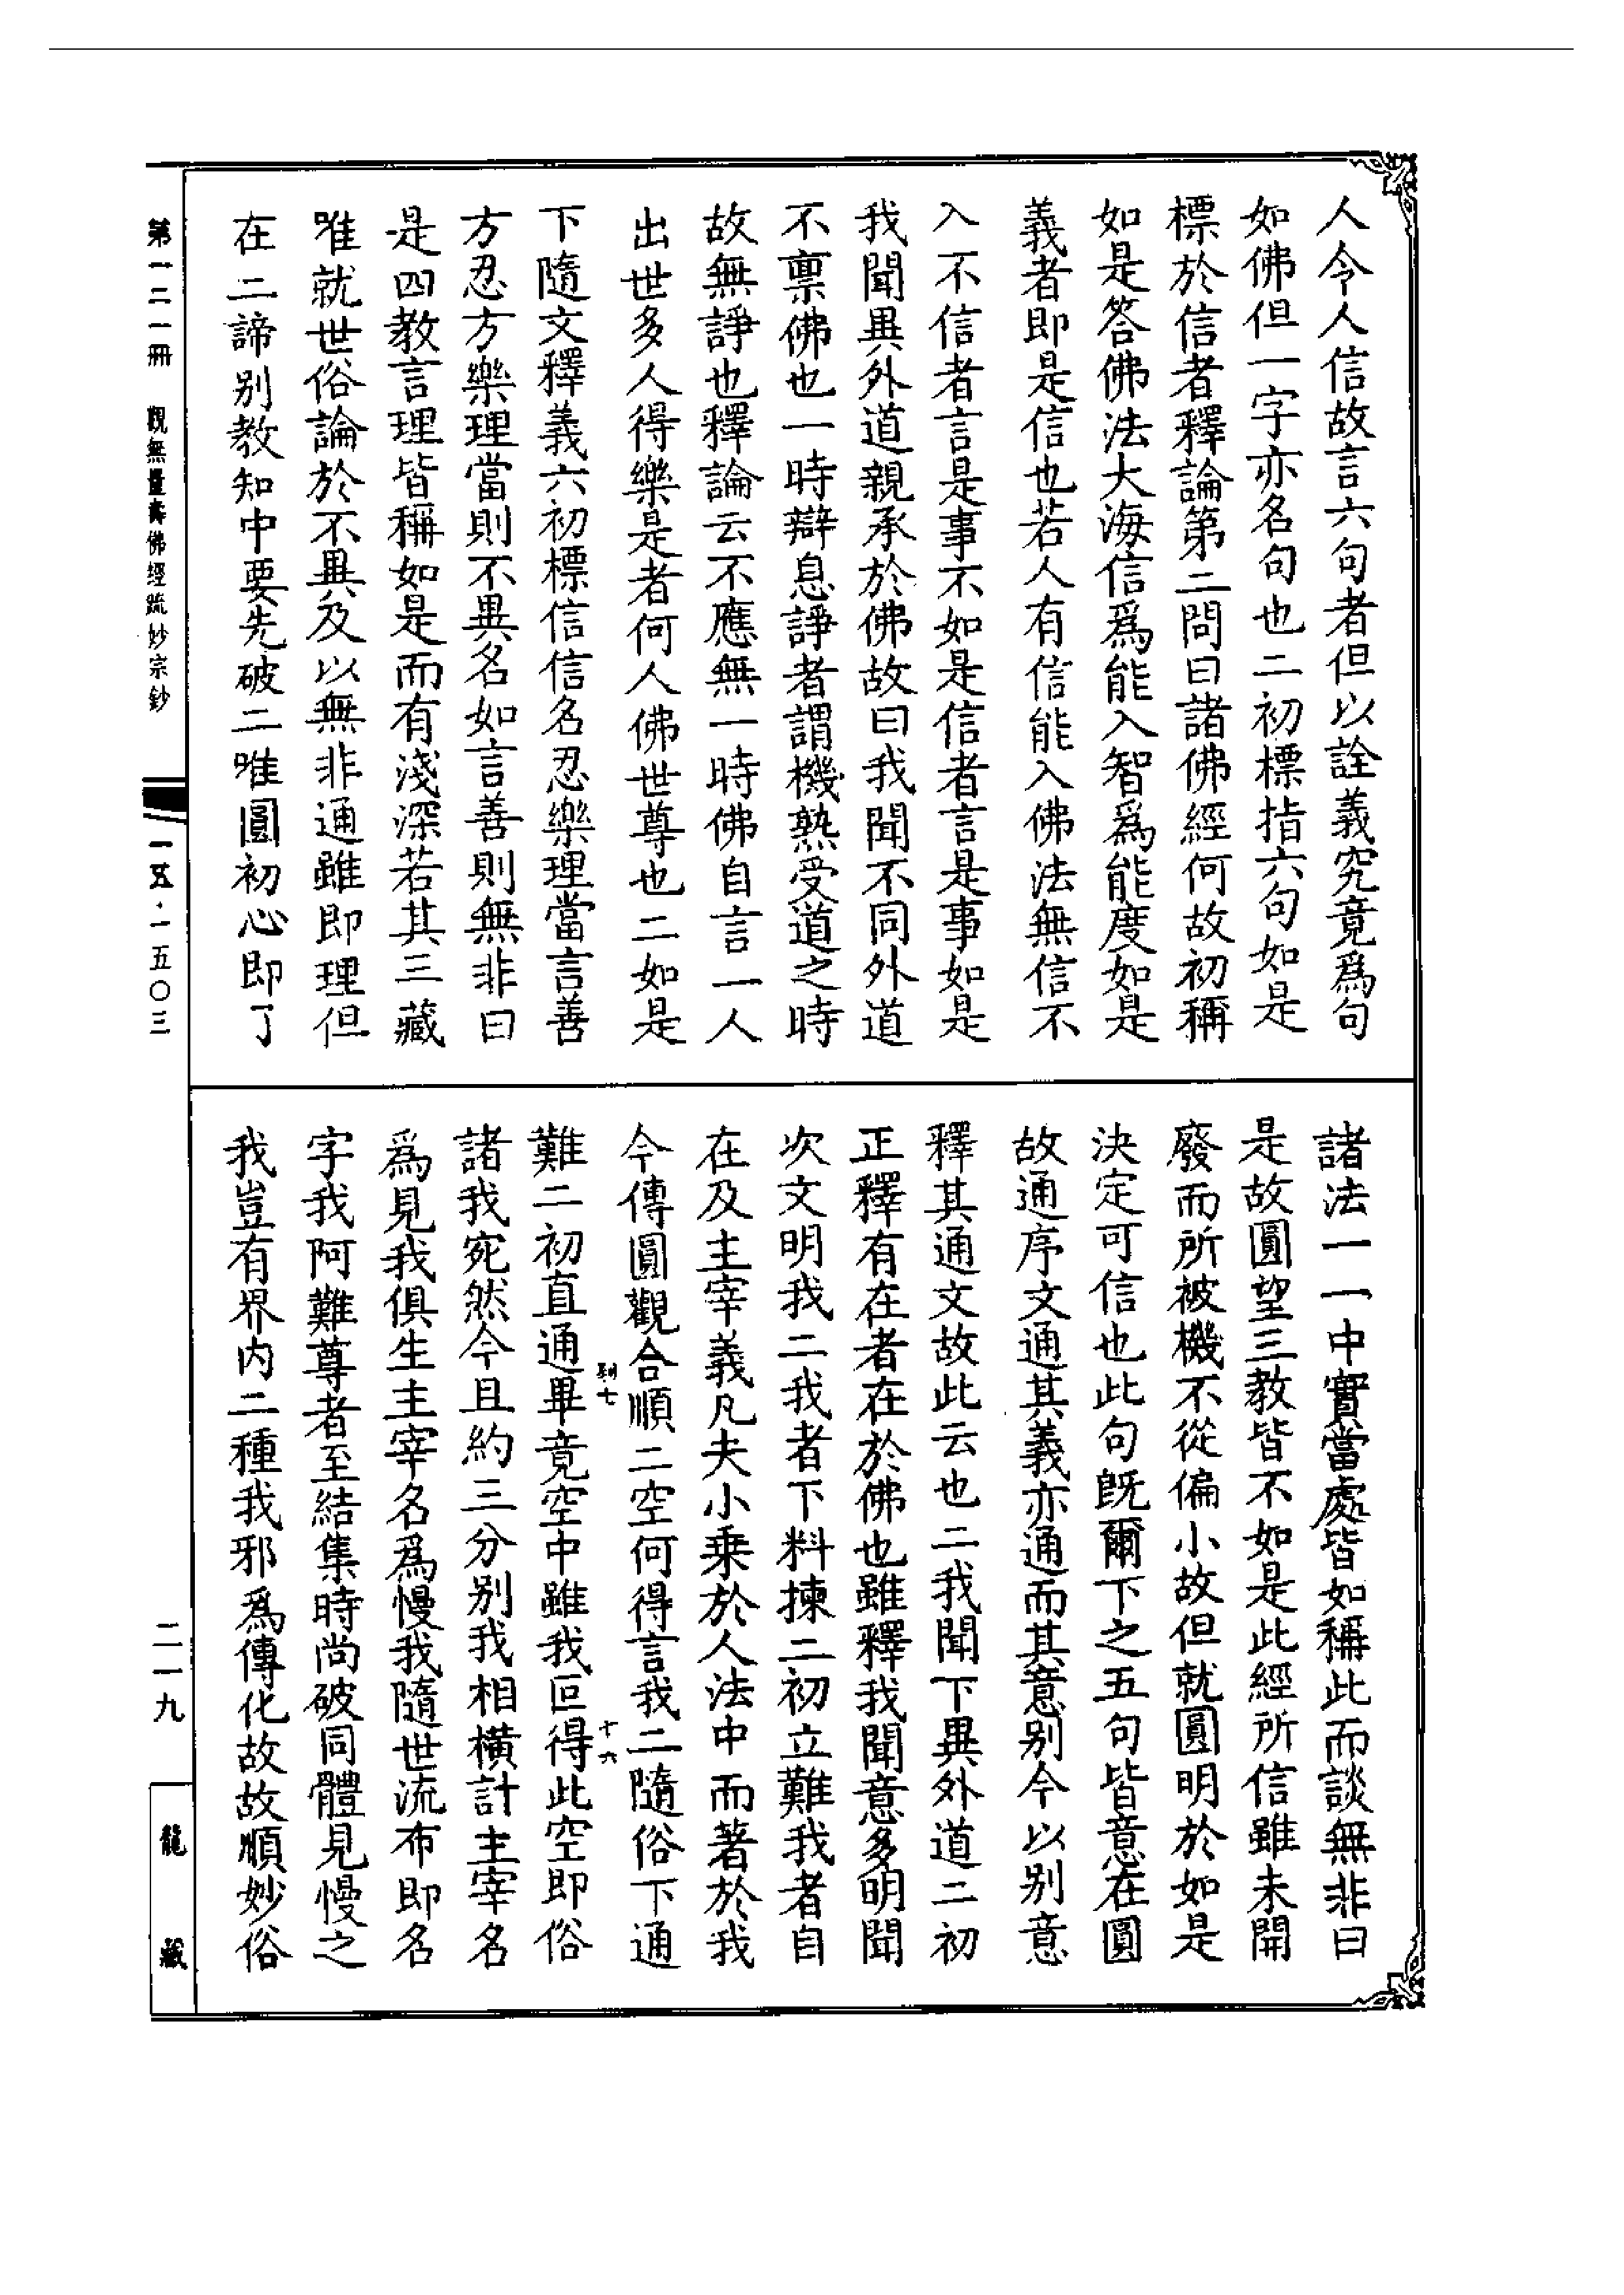 人令人信故言六句者但以詮義究竟爲句
如佛但一字亦名句也二初標指六句如是
標於信者釋論第二問曰諸佛經何故初稱
如是答佛法大海信爲能入智爲能度如是
義者即是信也若人有信能入佛法無信不
入不信者言是事不如是信者言是事如是
我聞異外道親承於佛故曰我聞不同外道
不禀佛也一時辯息諍者謂機熟受道之時
故無諍也釋論云不應無一時佛自言一人
出世多人得樂是者何人佛世尊也二如是
下隨文釋義六初標信信名忍樂理當言善
方忍方樂理當則不異名如言善則無非曰
是四教言理皆稱如是而有淺深若其三藏
唯就世俗論於不異及以無非通雖即理但
在二諦別教知中要先破二唯圓初心即了
諸法一一中實當處皆如稱此而談無非曰
是故圓望三教皆不如是此經所信雖未開
廢而所被機不從偏小故但就圓明於如是
決定可信也此句既爾下之五句皆意在圓
故通序文通其義亦通而其意別今以別意
釋其通文故此云也二我聞下異外道二初
正釋有在者在於佛也雖釋我聞意多明聞
次文明我二我者下料揀二初立難我者自
在及主宰義凡夫小乘於人法中而著於我
今傳圓觀合順二空何得言我二隨俗下通
刹七
十六
難二初直通畢竟空中雖我叵得此空即俗
諸我宛然今且約三分別我相橫計主宰名
爲見我俱生主宰名爲慢我隨世流布即名
字我阿難尊者至結集時尚破同體見慢之
我豈有界內二種我邪爲傳化故故順妙俗
第一二一冊 觀無量壽佛經疏妙宗鈔
一五·一五〇三
二一九
龍藏